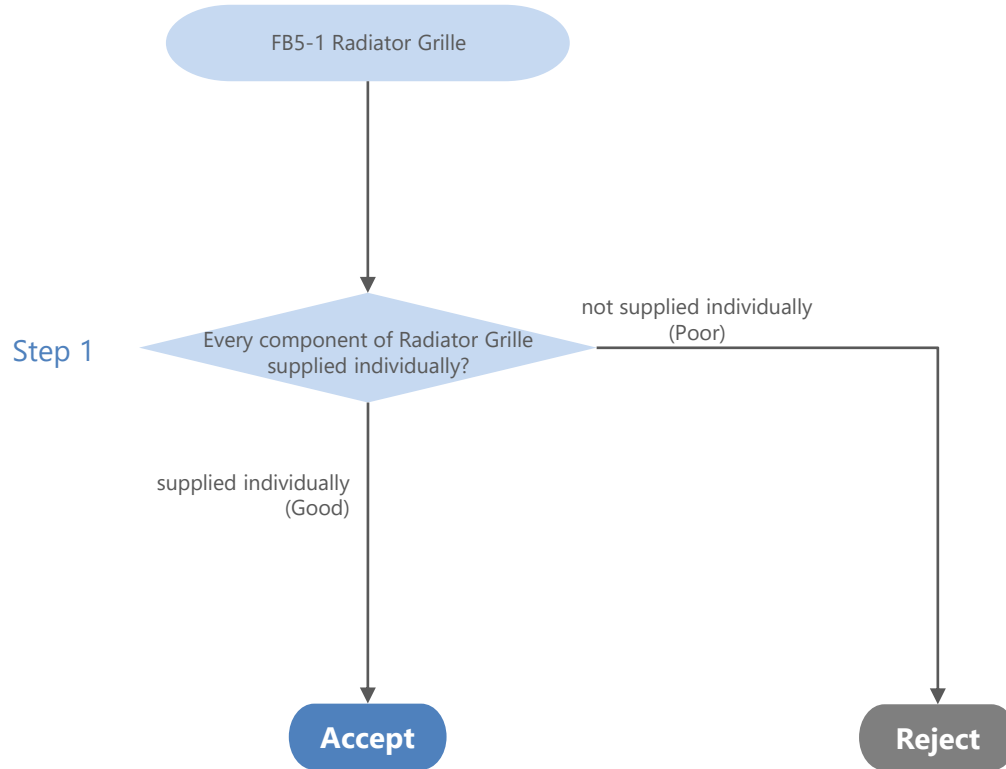 FB5-1 Radiator Grille
Step 1
Every component of Radiator Grille
supplied individually?
not supplied individually
(Poor)
supplied individually
(Good)
Accept
Reject